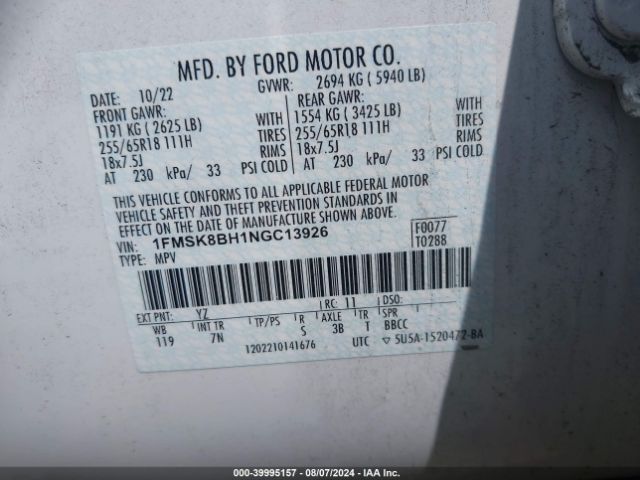 MFD. BY FORD MOTOR CO.
DATE: 10/22 GVWR: 2694 KG ( 5940 LB)
FRONT GAWR: REAR GAWR:
1191 KG ( 2625 LB) WITH 1554 KG ( 3425 LB) WITH
255/65R18 111H TIRES 255/65R18 111H TIRES
18x7.5J RIMS 18x7.5J RIMS
AT 230 kPa/ 33 PSI COLD AT 230 kPa/ 33 PSI COLD
THIS VEHICLE CONFORMS TO ALL APPLICABLE FEDERAL MOTOR
VEHICLE SAFETY AND THEFT PREVENTION STANDARDS IN
EFFECT ON THE DATE OF MANUFACTURE SHOWN ABOVE.
VIN: 1FMSK8BH1NGC13926 F0077
TYPE: MPV T0288
EXT PNT: YZ RC: 11 DSO:
WB INT TR TP/PS R AXLE TR SPR
119 7N S 3B T BBCC
1202210141676 UTC ▽ 5U5A-1520472-BA
000-39995157 - 08/07/2024 - IAAI.COM